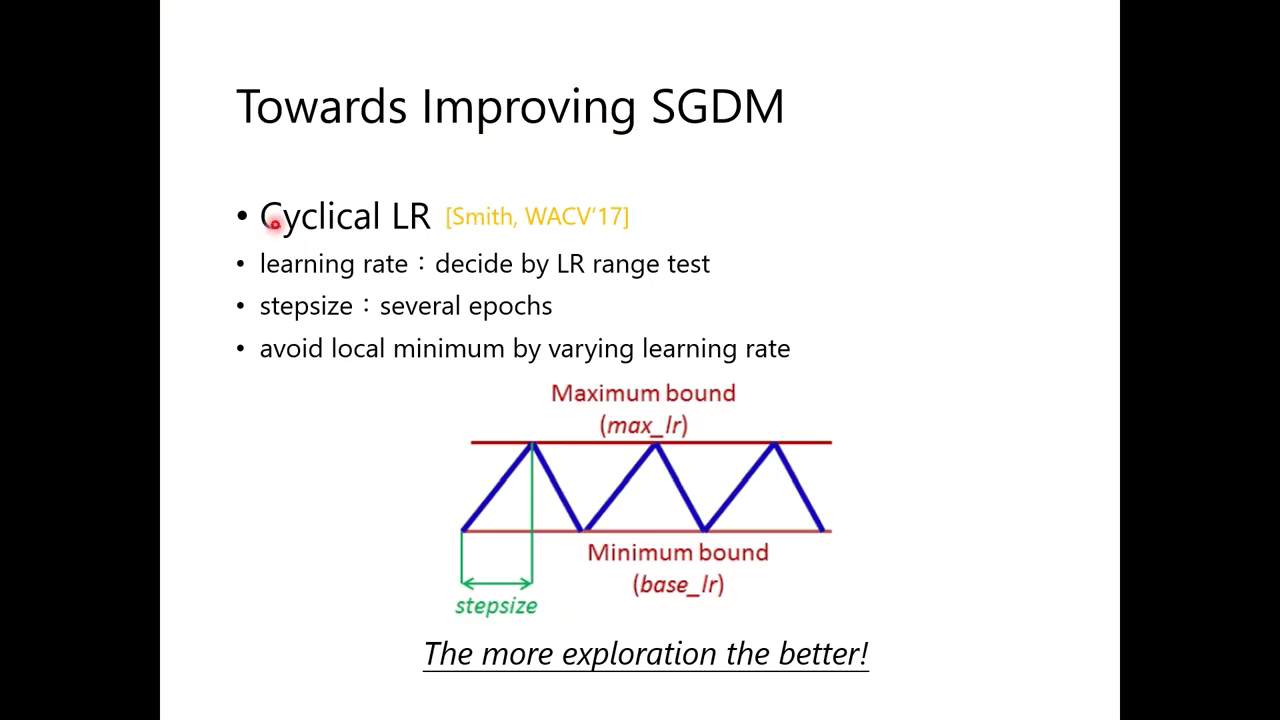 Towards Improving SGDM
• Cyclical LR [Smith, WACV'17]
• learning rate：decide by LR range test
• stepsize：several epochs
• avoid local minimum by varying learning rate
Maximum bound
(max_lr)
Minimum bound
(base_lr)
stepsize
The more exploration the better!